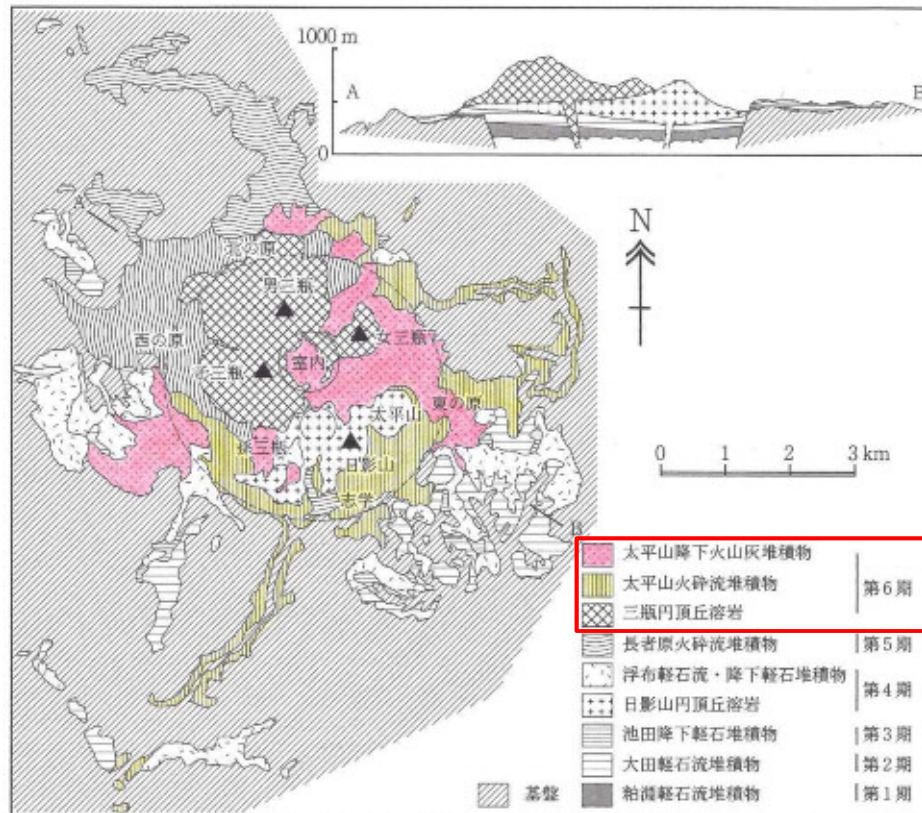 1000 m
A
B
0
N
A
北の原
男三瓶
女三瓶
西の原
子三瓶
室内
太平山
東の原
孫三瓶
日影山
志学
B
0 1 2 3 km
太平山降下火山灰堆積物
太平山火砕流堆積物
三瓶円頂丘溶岩
第6期
長者原火砕流堆積物 第5期
浮布軽石流・降下軽石堆積物
日影山円頂丘溶岩
第4期
池田降下軽石堆積物 第3期
大田軽石流堆積物 第2期
基盤 粕淵軽石流堆積物 第1期